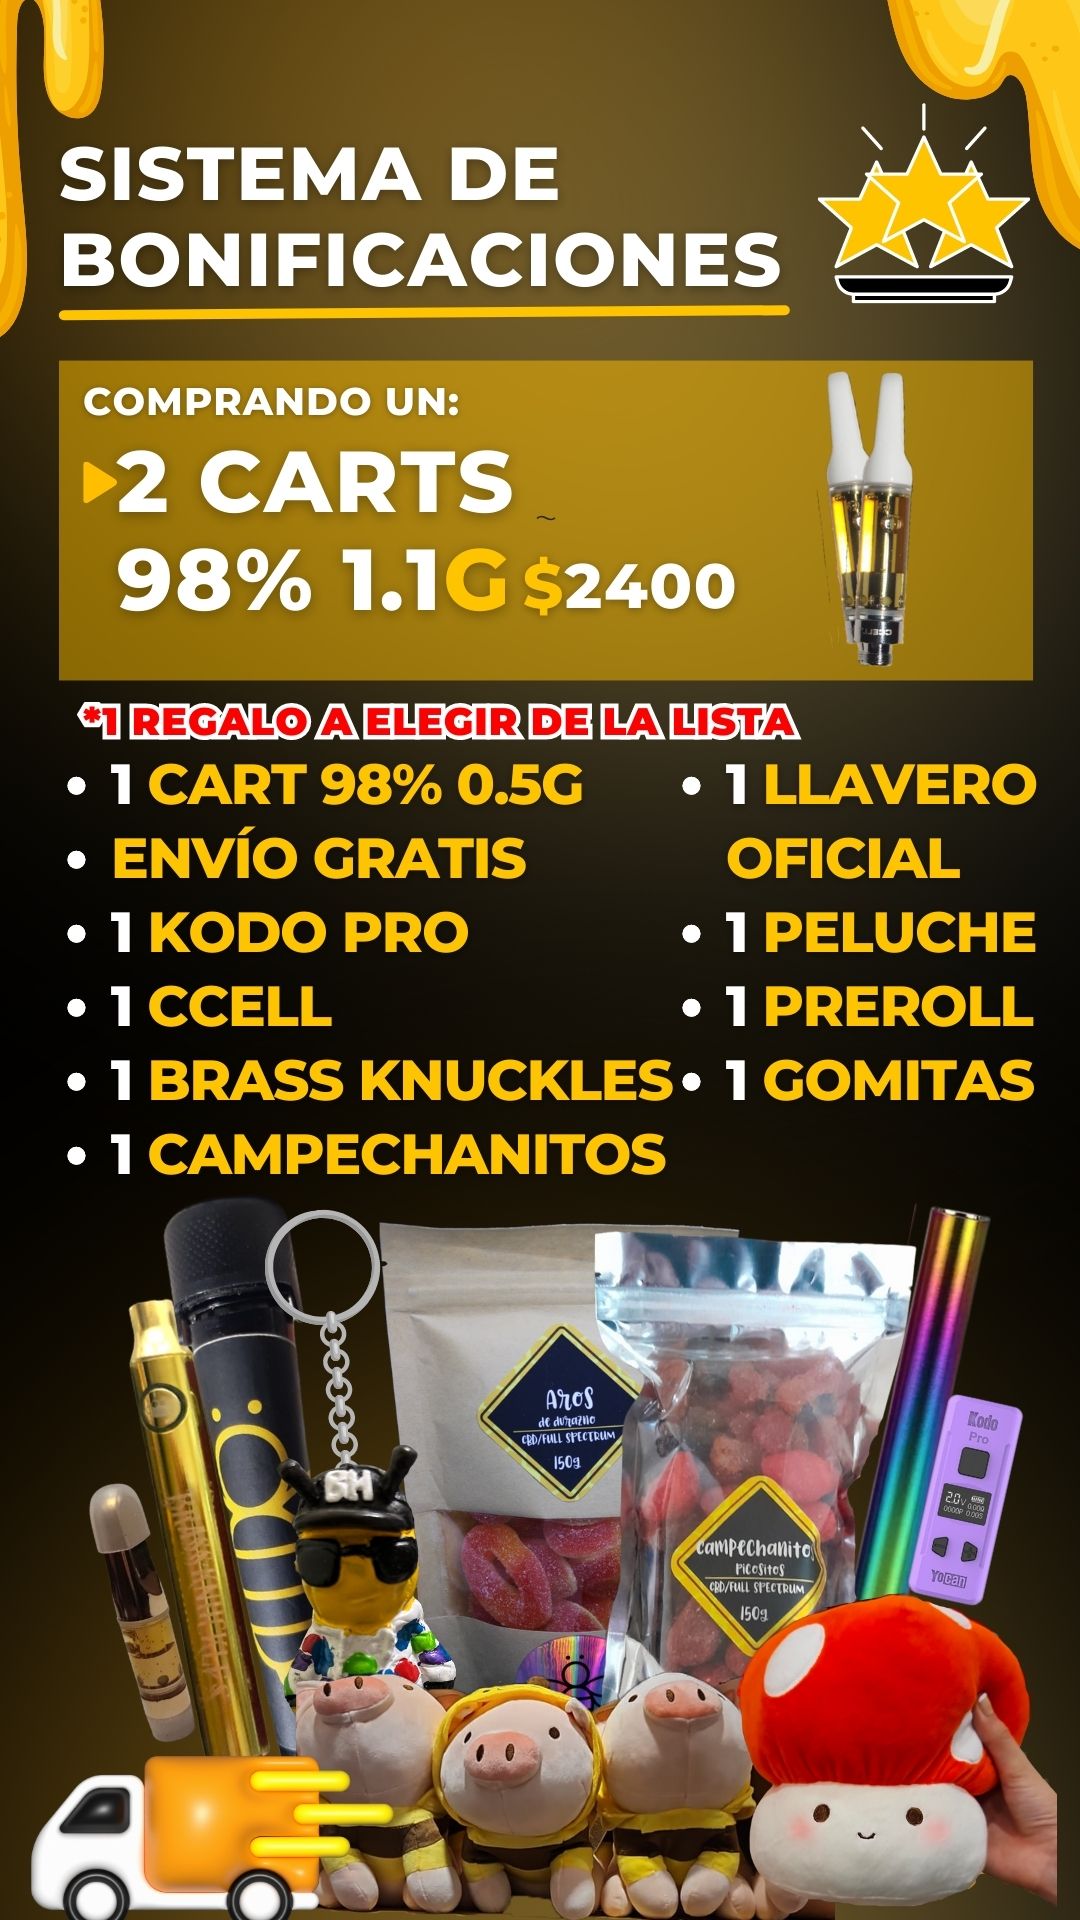 SISTEMA DE
BONIFICACIONES
COMPRANDO UN:
2 CARTS
~
98% 1.1G $2400
CCELL
*1 REGALO A ELEGIR DE LA LISTA
1 CART 98% 0.5G
ENVÍO GRATIS
1 KODO PRO
1 CCELL
1 BRASS KNUCKLES
1 CAMPECHANITOS
1 LLAVERO
OFICIAL
1 PELUCHE
1 PREROLL
1 GOMITAS
Aros
de durazno
CBD/FULL SPECTRUM
150g
campechanitos
picositos
CBD/FULL SPECTRUM
150g
Kodo
Pro
2.0V
Yocan